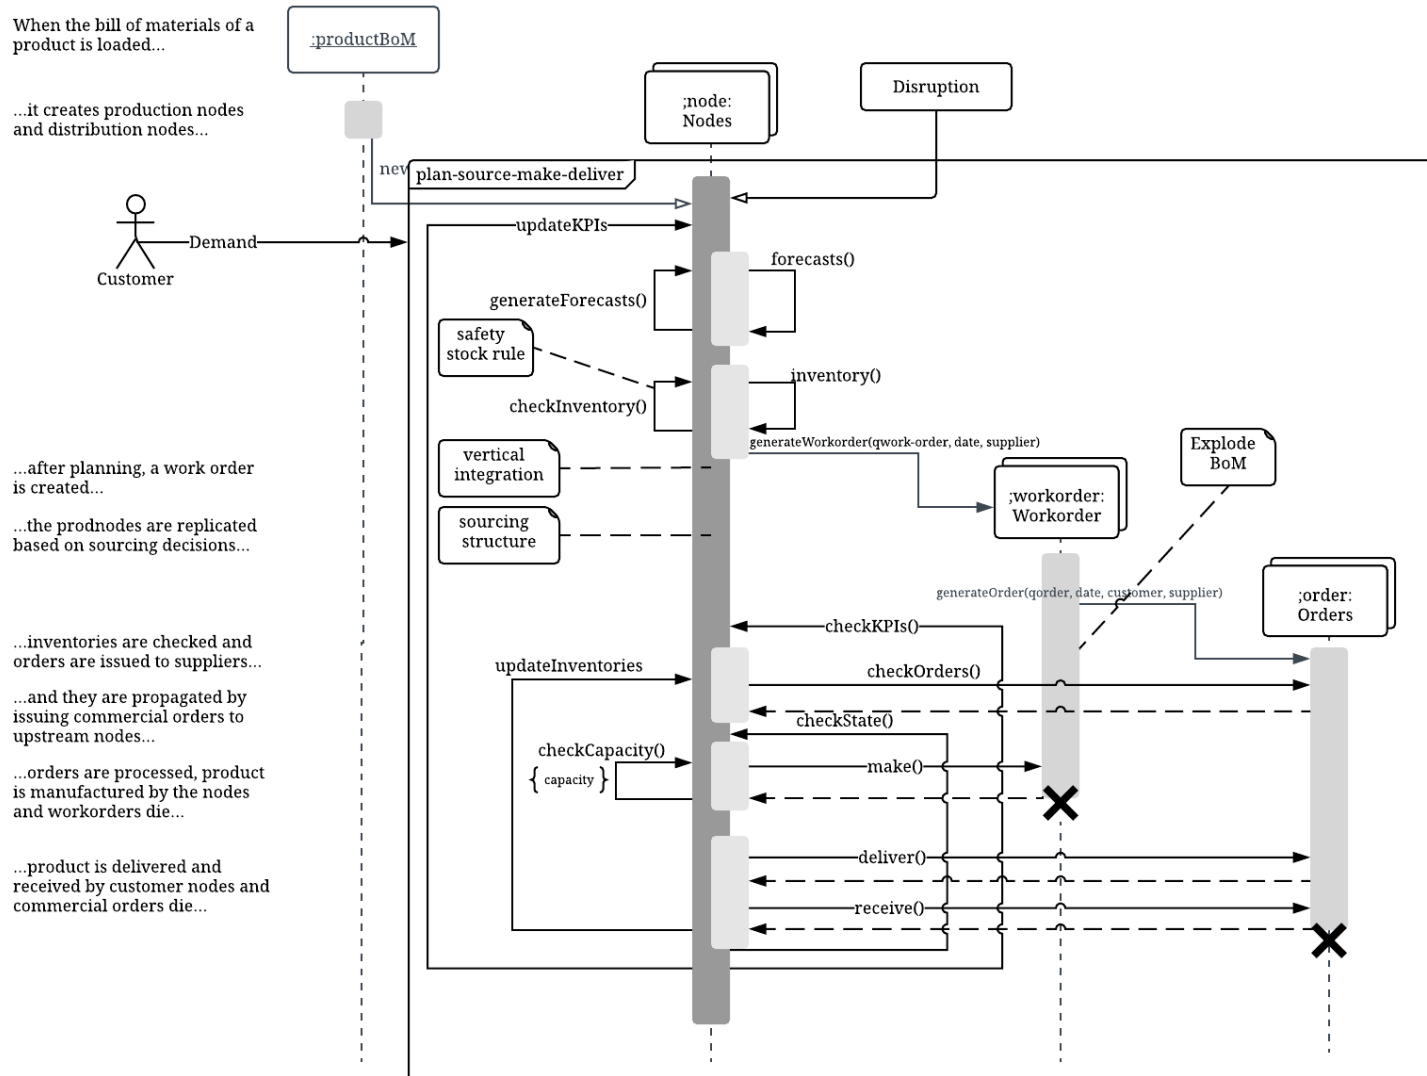 When the bill of materials of a
product is loaded...
:productBoM
;node:
Nodes
Disruption
...it creates production nodes
and distribution nodes...
new
plan-source-make-deliver
updateKPIs
Demand
Customer
forecasts()
generateForecasts()
safety
stock rule
inventory()
checkInventory()
generateWorkorder(qwork-order, date, supplier)
Explode
BoM
vertical
integration
...after planning, a work order
is created...
;workorder:
Workorder
sourcing
structure
...the prodnodes are replicated
based on sourcing decisions...
generateOrder(qorder, date, customer, supplier)
;order:
Orders
checkKPIs()
...inventories are checked and
orders are issued to suppliers...
updateInventories
checkOrders()
...and they are propagated by
issuing commercial orders to
upstream nodes...
checkState()
checkCapacity()
{ capacity }
make()
...orders are processed, product
is manufactured by the nodes
and workorders die...
deliver()
...product is delivered and
received by customer nodes and
commercial orders die...
receive()